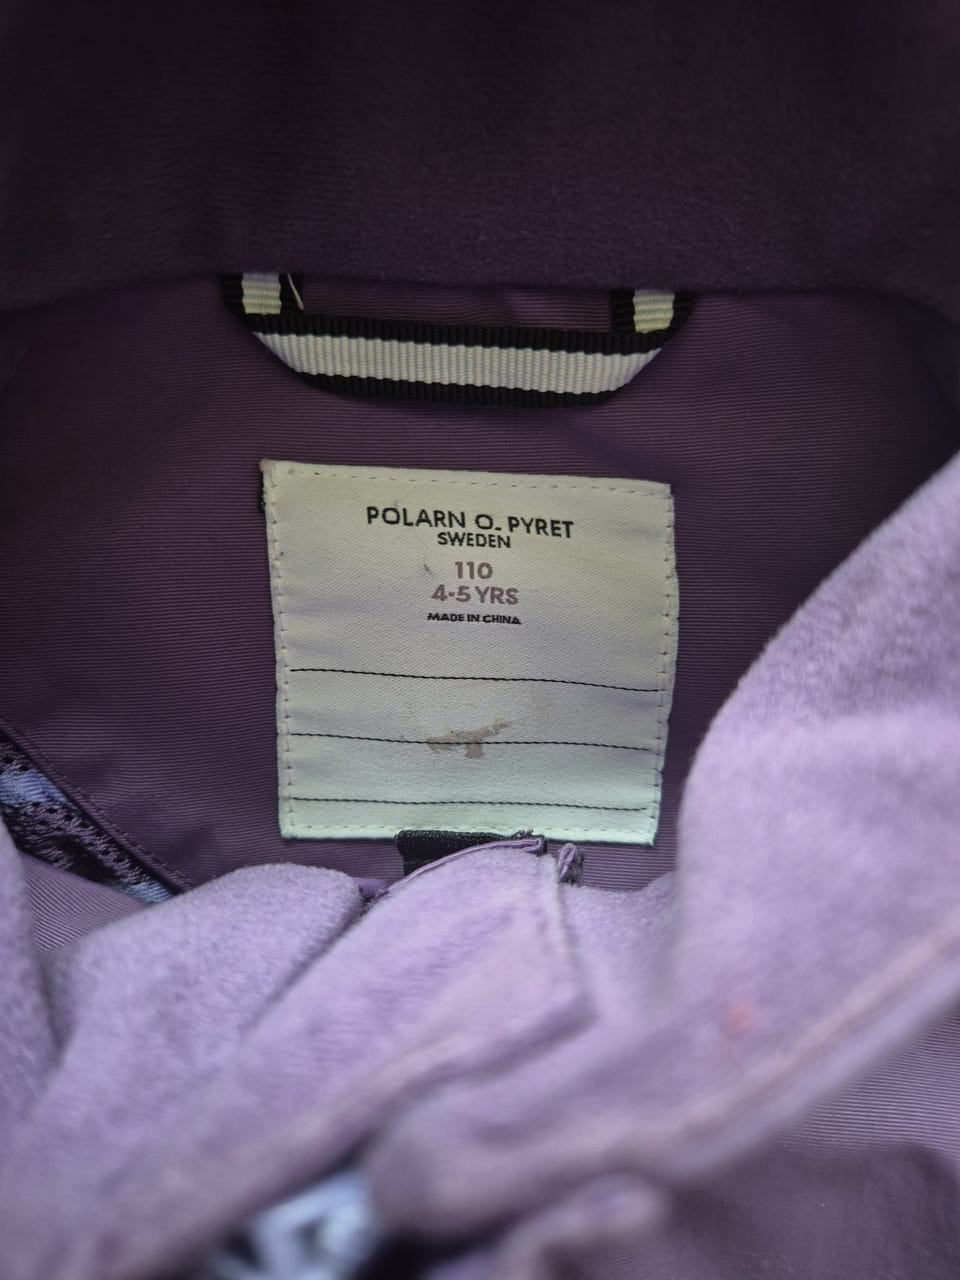 POLARN O. PYRET
SWEDEN
110
4-5 YRS
MADE IN CHINA